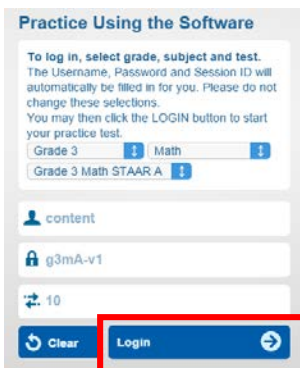 Practice Using the Software
To log in, select grade, subject and test.
The Username, Password and Session ID will
automatically be filled in for you. Please do not
change these selections.
You may then click the LOGIN button to start
your practice test.
Grade 3 Math
Grade 3 Math STAAR A
content
g3mA-v1
10
Clear Login